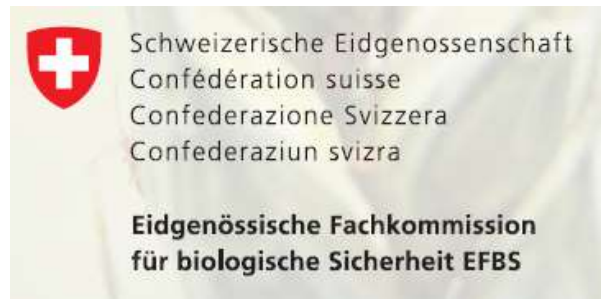 Schweizerische Eidgenossenschaft
Confédération suisse
Confederazione Svizzera
Confederaziun svizra
Eidgenössische Fachkommission
für biologische Sicherheit EFBS